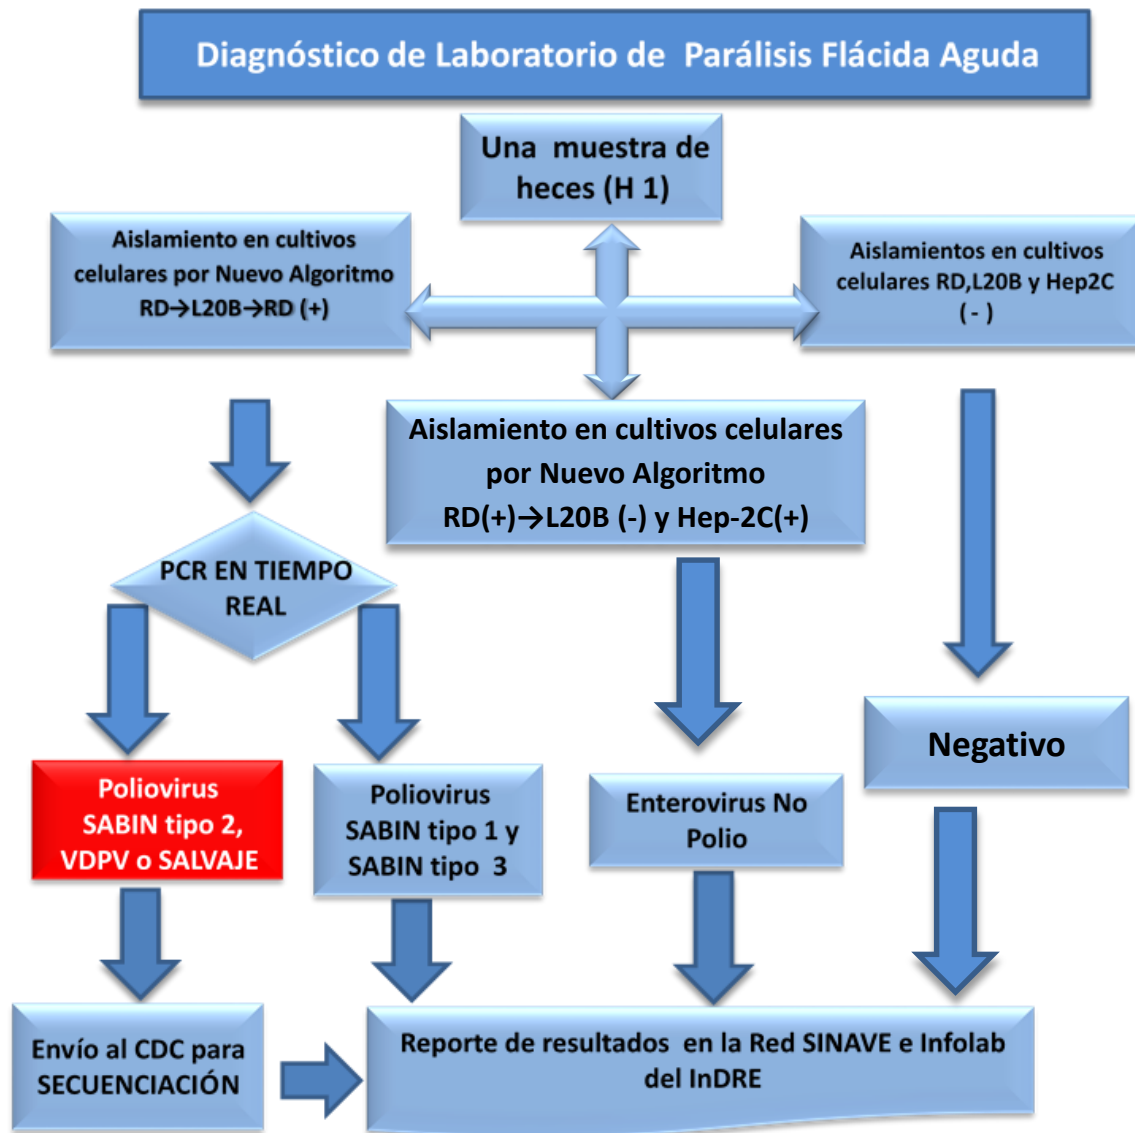 Diagnóstico de Laboratorio de Parálisis Flácida Aguda
Una muestra de
heces (H 1)
Aislamiento en cultivos
celulares por Nuevo Algoritmo
RD→L20B→RD (+)
Aislamientos en cultivos
celulares RD,L20B y Hep2C
( - )
Aislamiento en cultivos celulares
por Nuevo Algoritmo
RD(+)→L20B (-) y Hep-2C(+)
PCR EN TIEMPO
REAL
Poliovirus
SABIN tipo 2,
VDPV o SALVAJE
Poliovirus
SABIN tipo 1 y
SABIN tipo 3
Enterovirus No
Polio
Negativo
Envío al CDC para
SECUENCIACIÓN
Reporte de resultados en la Red SINAVE e Infolab
del InDRE